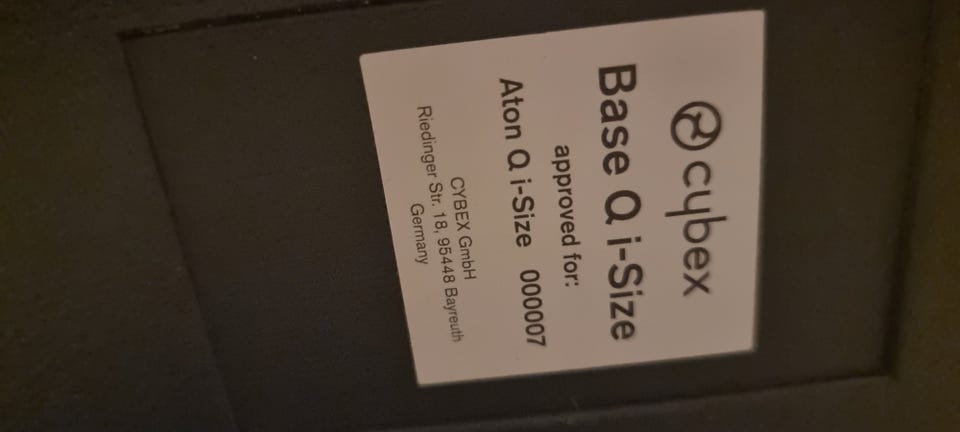 cybex
Base Q i-Size
approved for:
Aton Q i-Size 000007
CYBEX GmbH
Riedinger Str. 18, 95448 Bayreuth
Germany